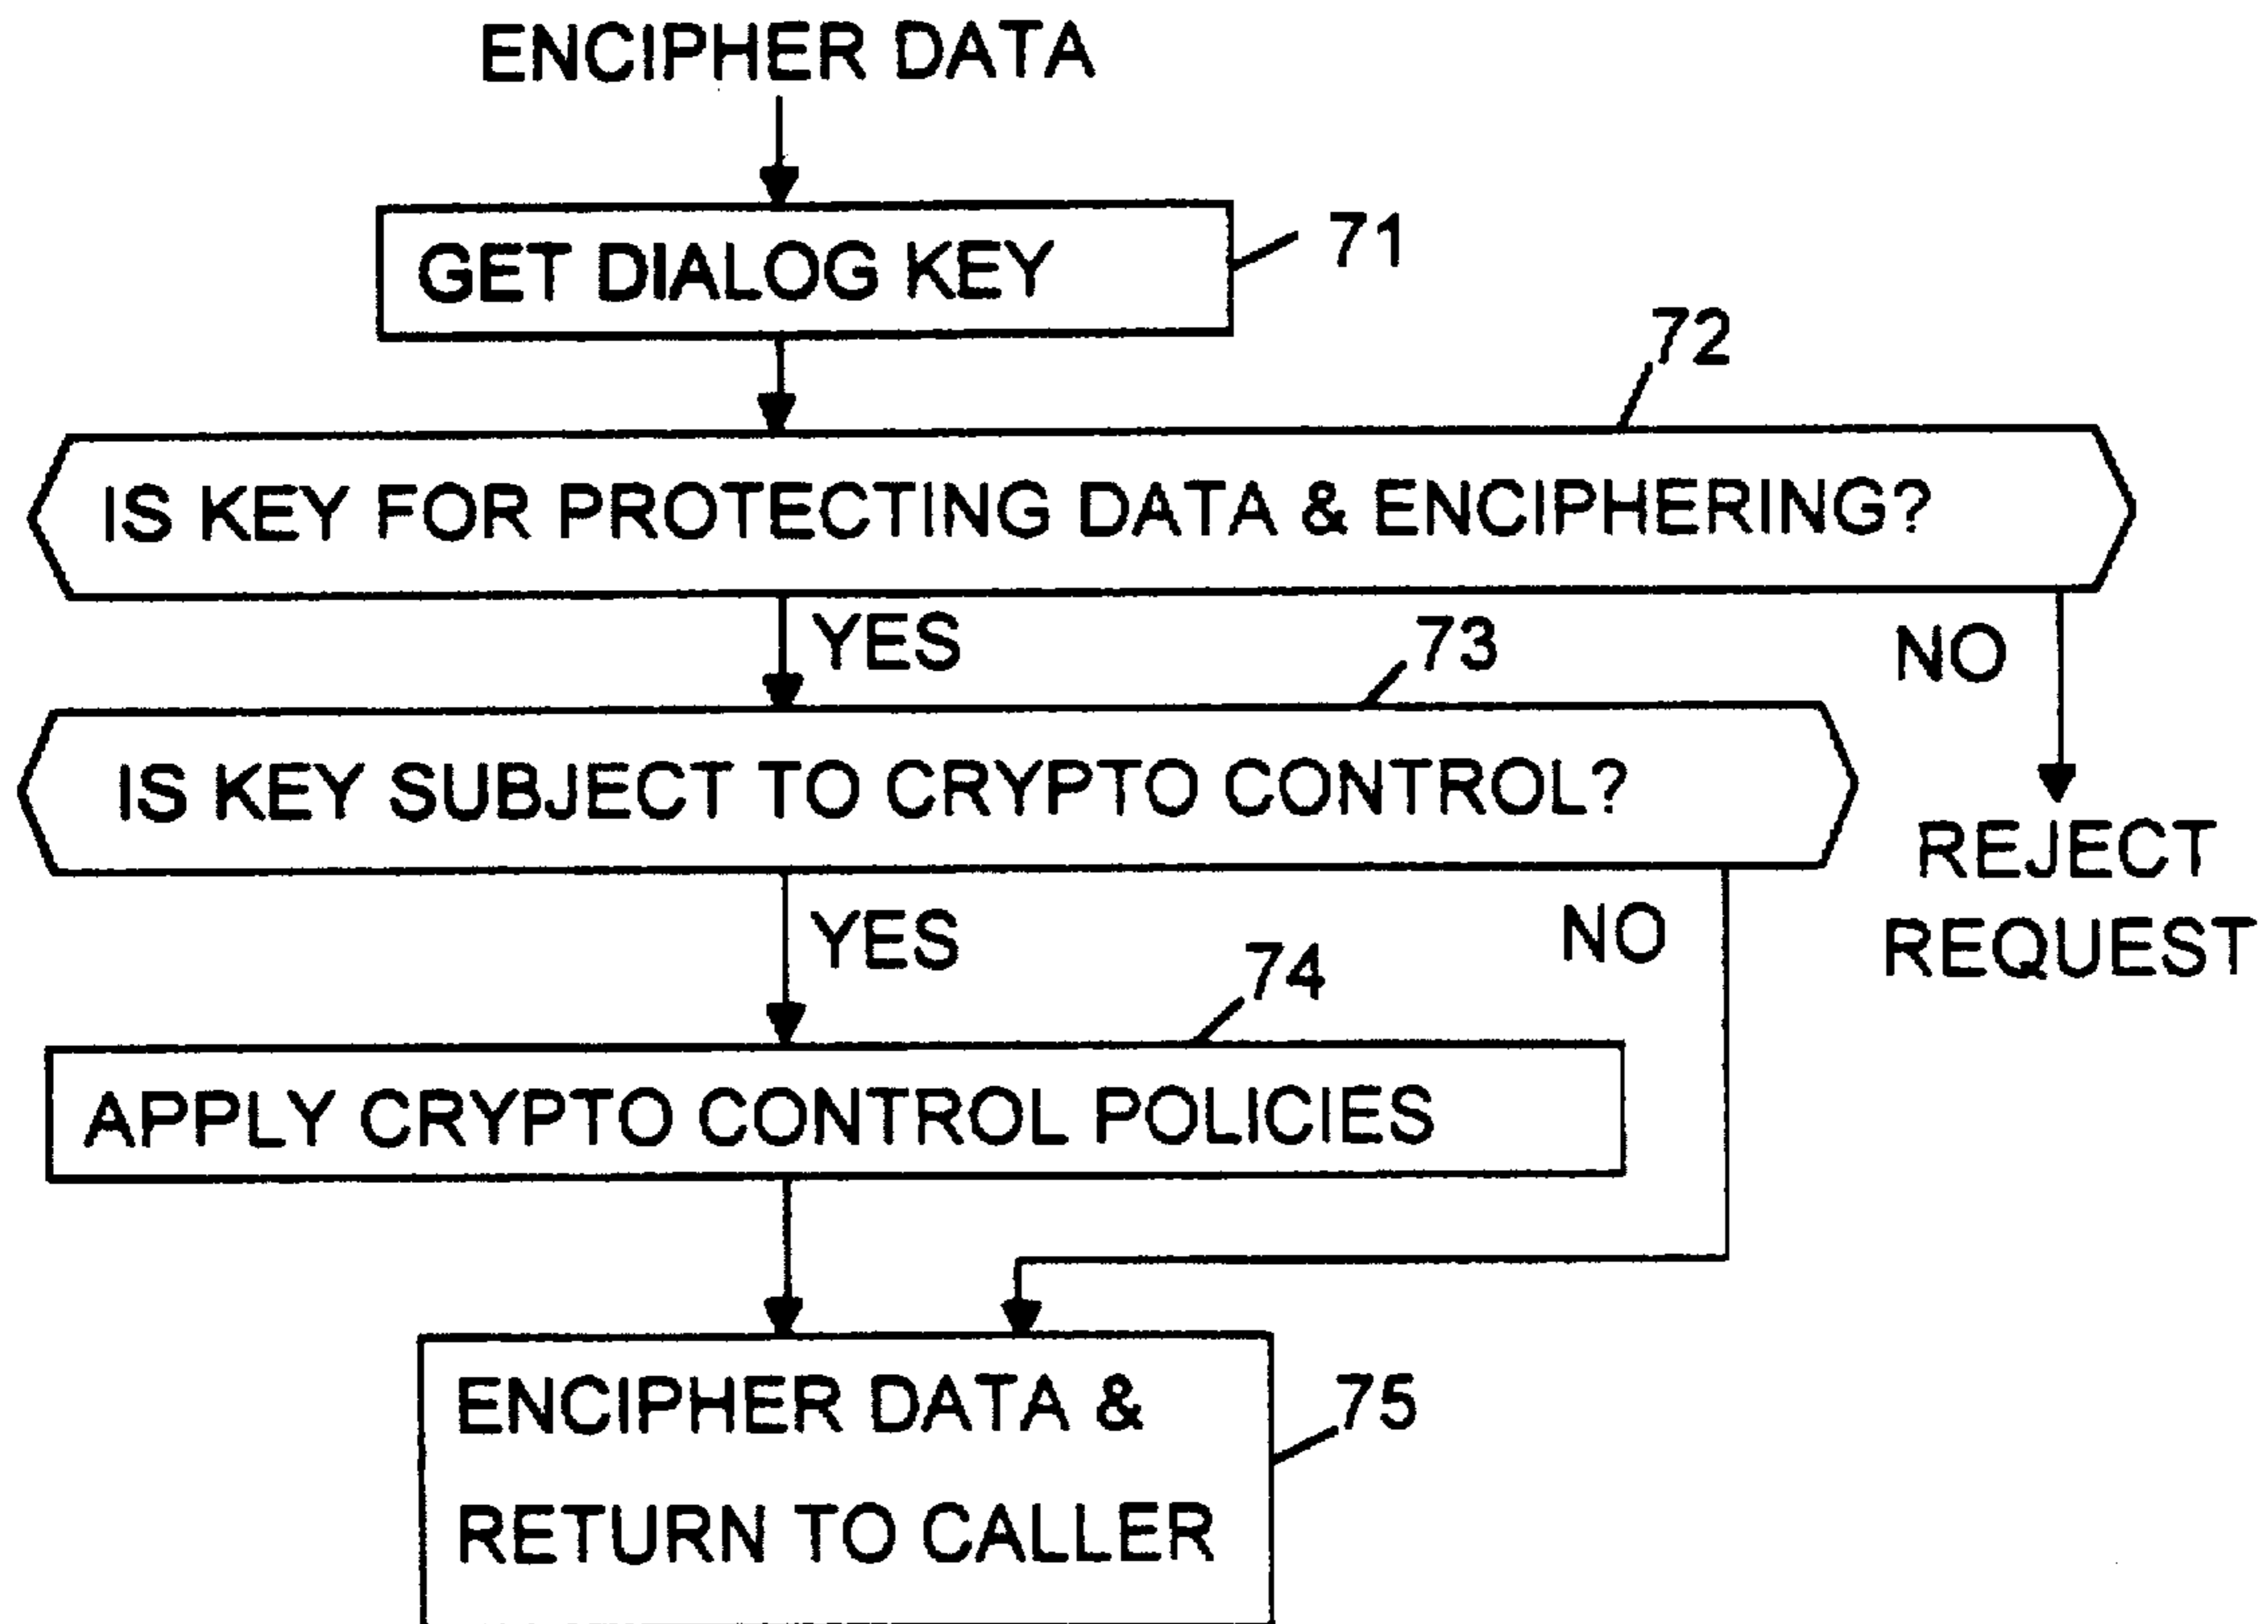 ENCIPHER DATA
GET DIALOG KEY
71
72
IS KEY FOR PROTECTING DATA & ENCIPHERING?
YES
73
NO
IS KEY SUBJECT TO CRYPTO CONTROL?
REJECT
REQUEST
YES
NO
74
APPLY CRYPTO CONTROL POLICIES
ENCIPHER DATA &
75
RETURN TO CALLER